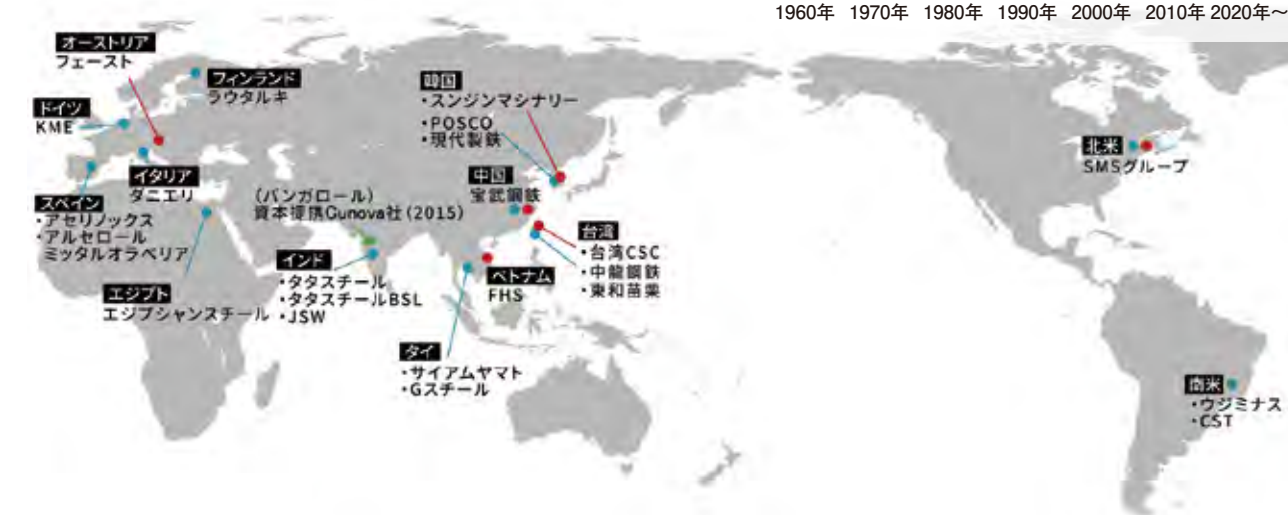 1960年 1970年 1980年 1990年 2000年 2010年 2020年～
オーストリア
フェースト
フィンランド
ラウタルキ
ドイツ
KME
イタリア
ダニエリ
スペイン
・アセリノックス
・アルセロール
ミッタルオラベリア
エジプト
エジプシャンスチール
(バンガロール)
資本提携Gunova社(2015)
インド
・タタスチール
・タタスチールBSL
・JSW
韓国
・スンジンマシナリー
・POSCO
・現代製鉄
中国
宝武鋼鉄
台湾
・台湾CSC
・中龍鋼鉄
・東和苗栗
ベトナム
FHS
タイ
・サイアムヤマト
・Gスチール
北米
SMSグループ
南米
・ウジミナス
・CST